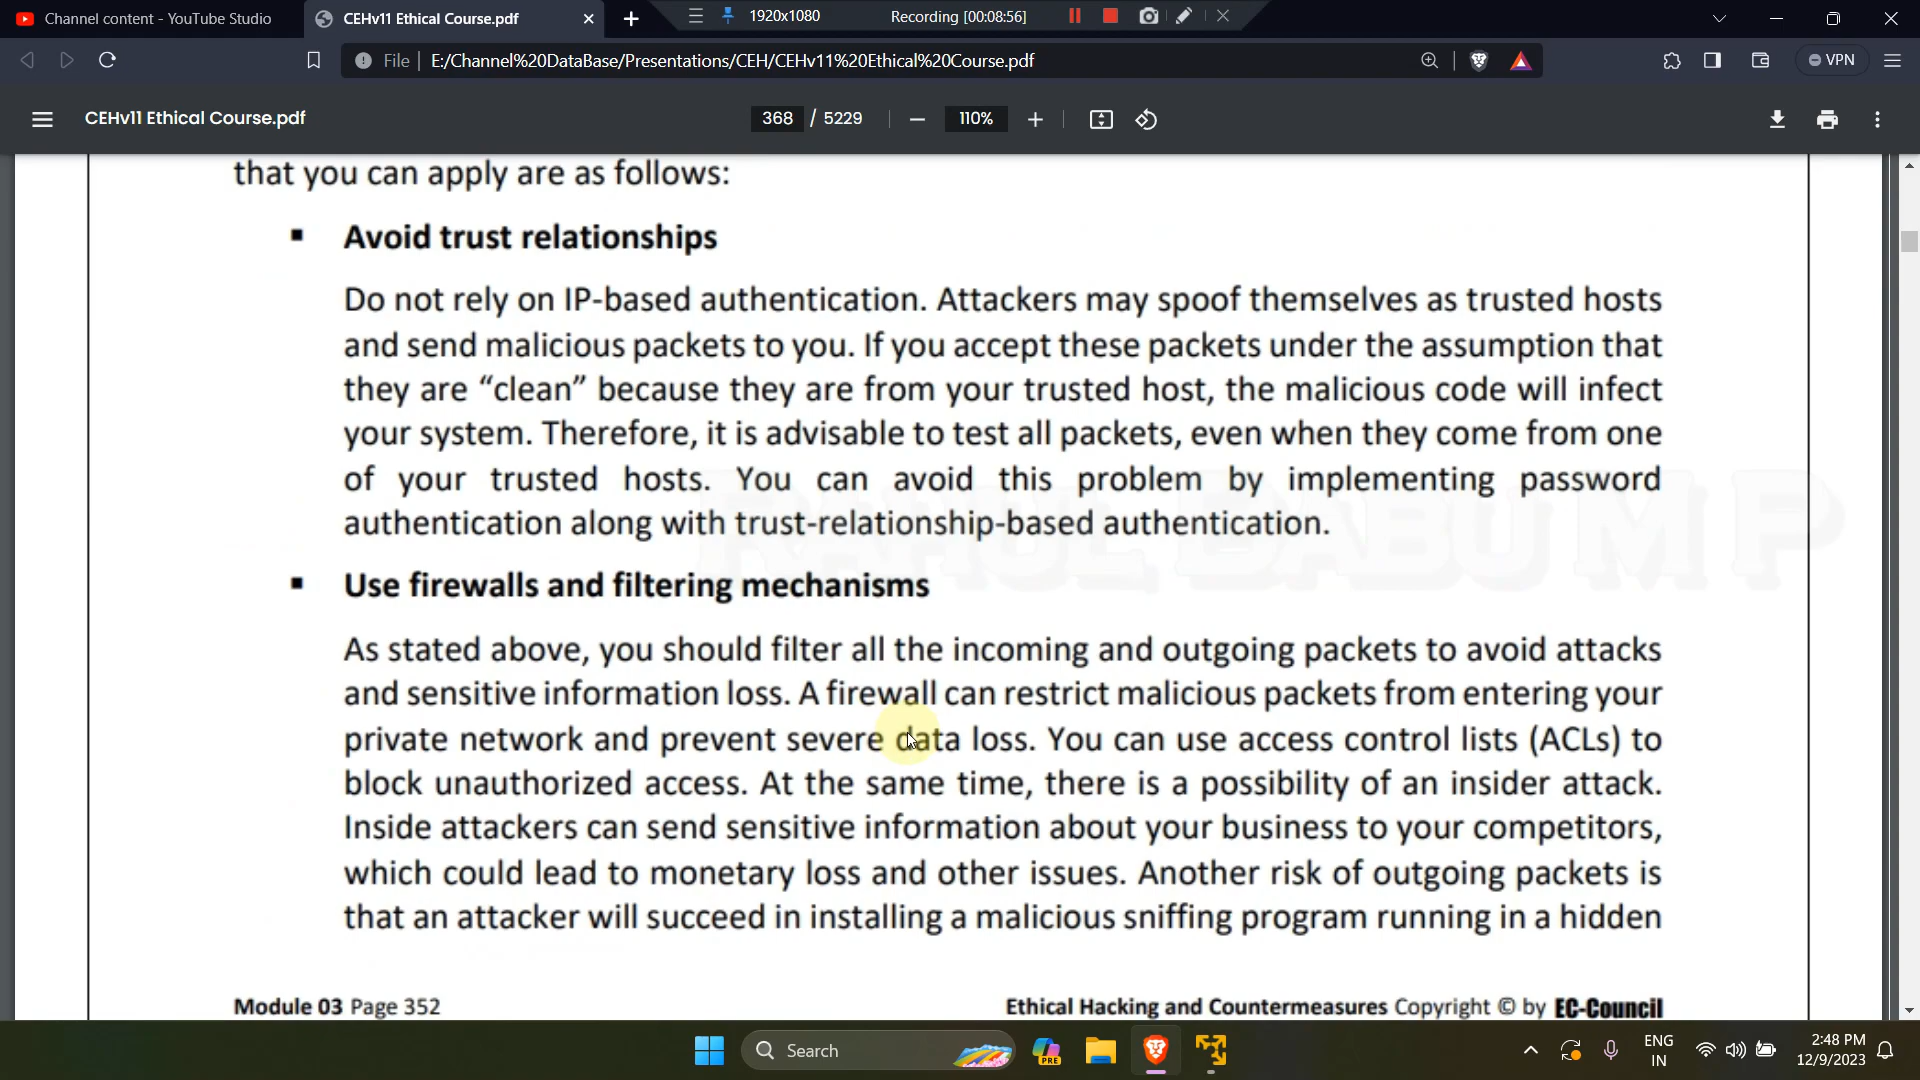 Channel content - YouTube Studio
CEHv11 Ethical Course.pdf
1920x1080
Recording [00:08:56]
File
E:/Channel%20DataBase/Presentations/CEH/CEHv11%20Ethical%20Course.pdf
VPN
CEHv11 Ethical Course.pdf
368 / 5229
110%
that you can apply are as follows:
▪ Avoid trust relationships
Do not rely on IP-based authentication. Attackers may spoof themselves as trusted hosts
and send malicious packets to you. If you accept these packets under the assumption that
they are “clean” because they are from your trusted host, the malicious code will infect
your system. Therefore, it is advisable to test all packets, even when they come from one
of your trusted hosts. You can avoid this problem by implementing password
authentication along with trust-relationship-based authentication.
RAHUL DABU M P
▪ Use firewalls and filtering mechanisms
As stated above, you should filter all the incoming and outgoing packets to avoid attacks
and sensitive information loss. A firewall can restrict malicious packets from entering your
private network and prevent severe data loss. You can use access control lists (ACLs) to
block unauthorized access. At the same time, there is a possibility of an insider attack.
Inside attackers can send sensitive information about your business to your competitors,
which could lead to monetary loss and other issues. Another risk of outgoing packets is
that an attacker will succeed in installing a malicious sniffing program running in a hidden
Module 03 Page 352
Ethical Hacking and Countermeasures Copyright © by EC-Council
Search
PRE
ENG
IN
2:48 PM
12/9/2023